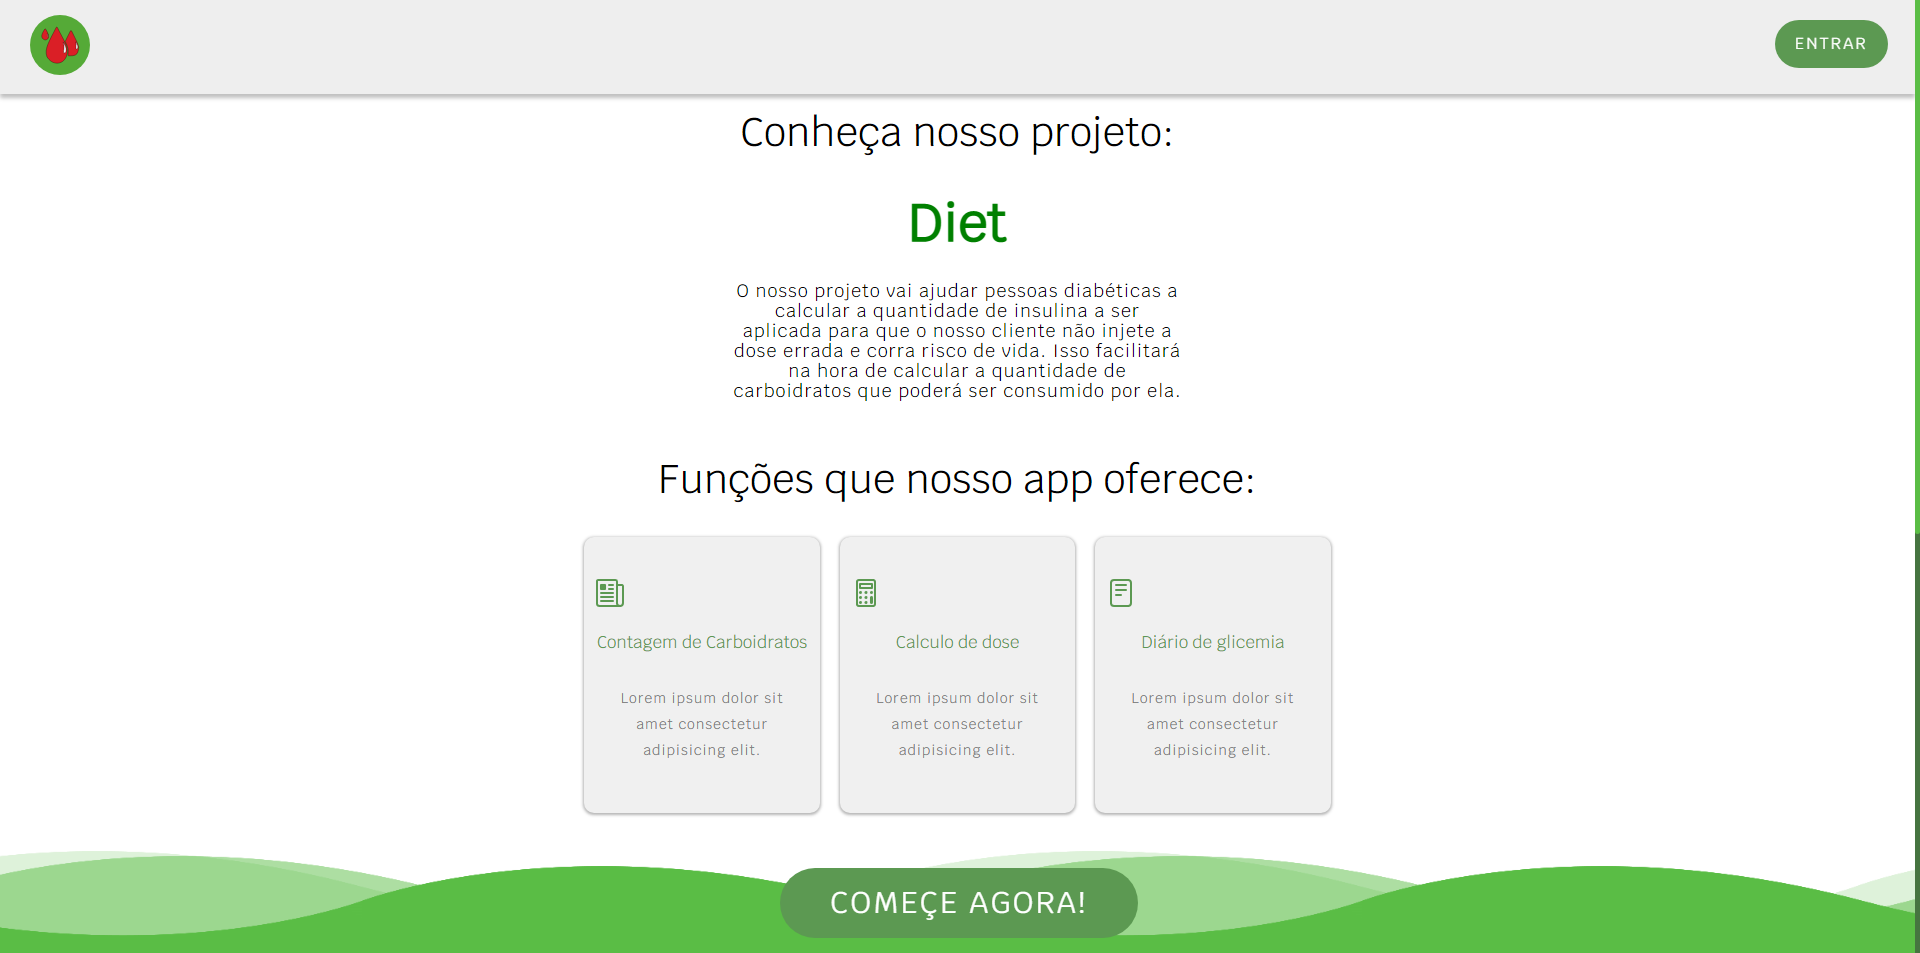 ENTRAR
Conheça nosso projeto:
Diet
O nosso projeto vai ajudar pessoas diabéticas a
calcular a quantidade de insulina a ser
aplicada para que o nosso cliente não injete a
dose errada e corra risco de vida. Isso facilitará
na hora de calcular a quantidade de
carboidratos que poderá ser consumido por ela.
Funções que nosso app oferece:
Contagem de Carboidratos
Lorem ipsum dolor sit
amet consectetur
adipisicing elit.
Calculo de dose
Lorem ipsum dolor sit
amet consectetur
adipisicing elit.
Diário de glicemia
Lorem ipsum dolor sit
amet consectetur
adipisicing elit.
COMEÇE AGORA!